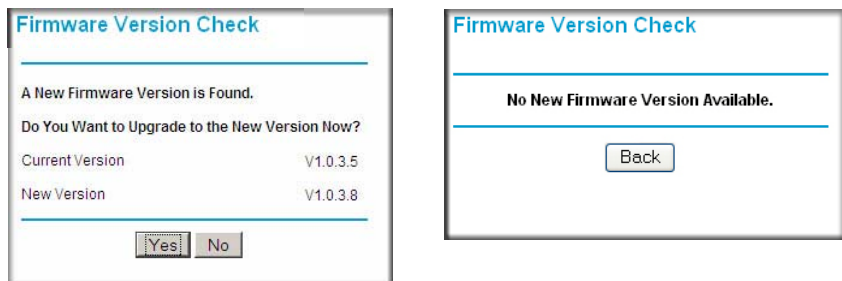 Firmware Version Check
A New Firmware Version is Found.
Do You Want to Upgrade to the New Version Now?
Current Version V1.0.3.5
New Version V1.0.3.8
Yes No
Firmware Version Check
No New Firmware Version Available.
Back